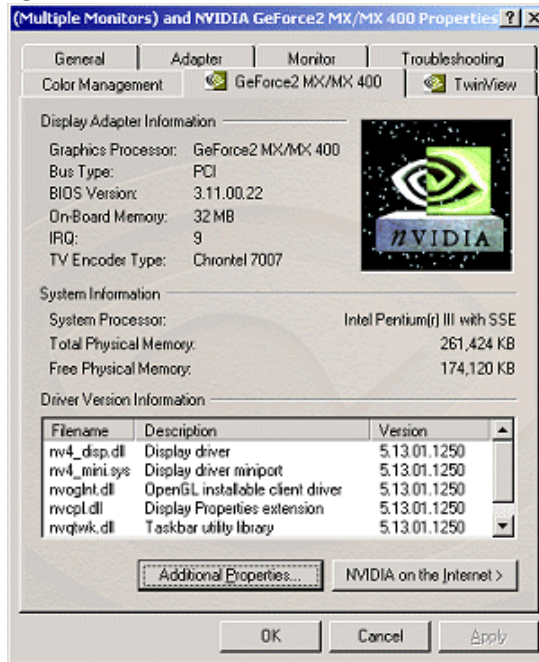 (Multiple Monitors) and NVIDIA GeForce2 MX/MX 400 Properties ? X
General Adapter Monitor Troubleshooting
Color Management GeForce2 MX/MX 400 TwinView
Display Adapter Information
Graphics Processor: GeForce2 MX/MX 400
Bus Type: PCI
BIOS Version: 3.11.00.22
On-Board Memory: 32 MB
IRQ: 9
TV Encoder Type: Chrontel 7007
nVIDIA
System Information
System Processor: Intel Pentium(r) III with SSE
Total Physical Memory: 261,424 KB
Free Physical Memory: 174,120 KB
Driver Version Information
Filename Description Version
nv4_disp.dll Display driver 5.13.01.1250
nv4_mini.sys Display driver miniport 5.13.01.1250
nvoglnt.dll OpenGL installable client driver 5.13.01.1250
nvcpl.dll Display Properties extension 5.13.01.1250
nvqtwk.dll Taskbar utility library 5.13.01.1250
Additional Properties... NVIDIA on the Internet >
OK Cancel Apply